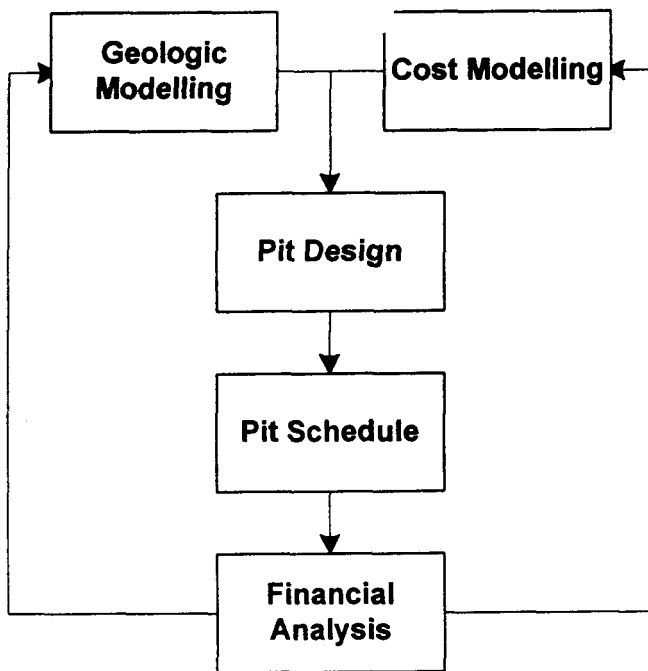 Geologic
Modelling
Cost Modelling
Pit Design
Pit Schedule
Financial
Analysis